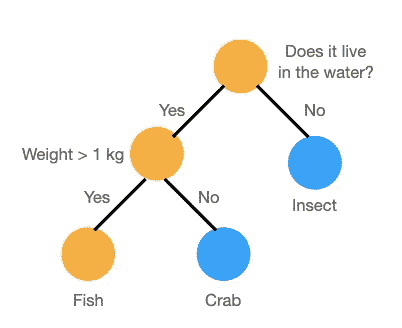 Does it live
in the water?
Yes
No
Weight > 1 kg
Insect
Yes
No
Fish
Crab